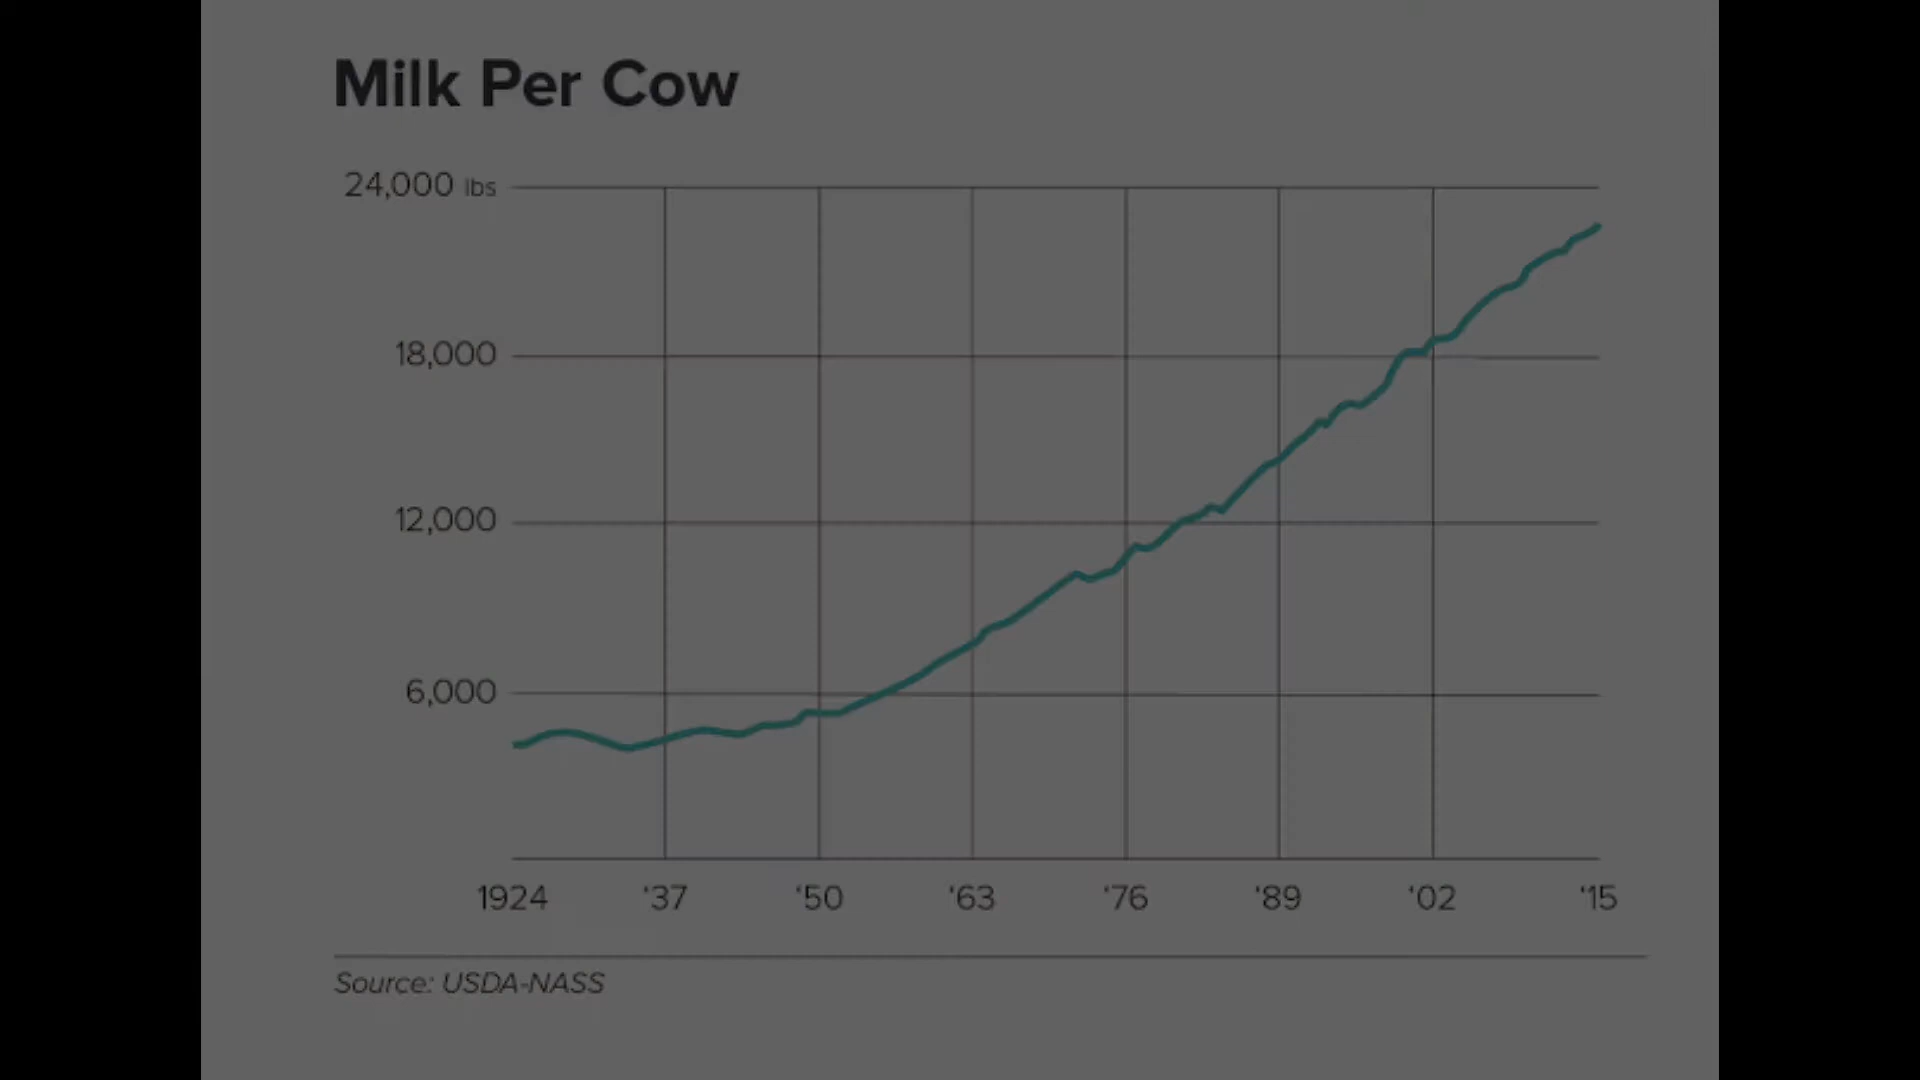 Milk Per Cow
24,000 lbs
18,000
12,000
6,000
1924 ‘37 ‘50 ‘63 ‘76 ‘89 ‘02 ‘15
Source: USDA-NASS